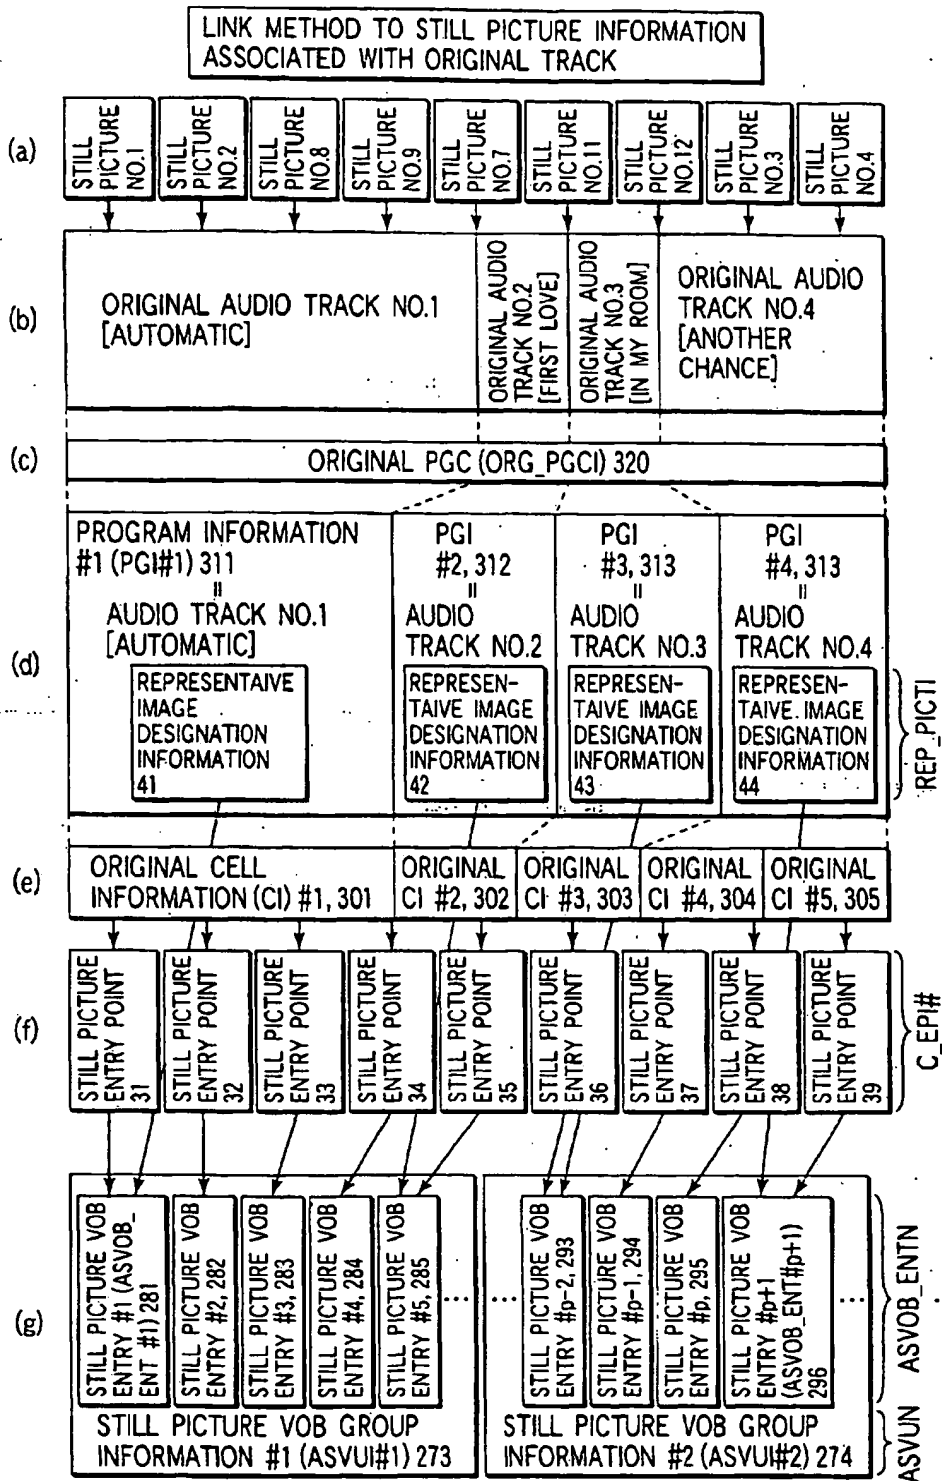 LINK METHOD TO STILL PICTURE INFORMATION
ASSOCIATED WITH ORIGINAL TRACK
(a)
STILL
PICTURE
NO.1
STILL
PICTURE
NO.2
STILL
PICTURE
NO.8
STILL
PICTURE
NO.9
STILL
PICTURE
NO.7
STILL
PICTURE
NO.11
STILL
PICTURE
NO.12
STILL
PICTURE
NO.3
STILL
PICTURE
NO.4
(b)
ORIGINAL AUDIO TRACK NO.1
[AUTOMATIC]
ORIGINAL AUDIO
TRACK NO.2
[FIRST LOVE]
ORIGINAL AUDIO
TRACK NO.3
[IN MY ROOM]
ORIGINAL AUDIO
TRACK NO.4
[ANOTHER
CHANCE]
(c)
ORIGINAL PGC (ORG_PGCI) 320
(d)
PROGRAM INFORMATION
#1 (PGI#1) 311
=
AUDIO TRACK NO.1
[AUTOMATIC]
REPRESENTAIVE
IMAGE
DESIGNATION
INFORMATION
41
PGI
#2, 312
=
AUDIO
TRACK NO.2
REPRESEN-
TAIVE IMAGE
DESIGNATION
INFORMATION
42
PGI
#3, 313
=
AUDIO
TRACK NO.3
REPRESEN-
TAIVE IMAGE
DESIGNATION
INFORMATION
43
PGI
#4, 313
=
AUDIO
TRACK NO.4
REPRESEN-
TAIVE IMAGE
DESIGNATION
INFORMATION
44
REP_PICTI
(e)
ORIGINAL CELL
INFORMATION (CI) #1, 301
ORIGINAL
CI #2, 302
ORIGINAL
CI #3, 303
ORIGINAL
CI #4, 304
ORIGINAL
CI #5, 305
(f)
STILL PICTURE
ENTRY POINT
31
STILL PICTURE
ENTRY POINT
32
STILL PICTURE
ENTRY POINT
33
STILL PICTURE
ENTRY POINT
34
STILL PICTURE
ENTRY POINT
35
STILL PICTURE
ENTRY POINT
36
STILL PICTURE
ENTRY POINT
37
STILL PICTURE
ENTRY POINT
38
STILL PICTURE
ENTRY POINT
39
C_EPI#
(g)
STILL PICTURE VOB
ENTRY #1 (ASVOB_
ENT #1) 281
STILL PICTURE VOB
ENTRY #2, 282
STILL PICTURE VOB
ENTRY #3, 283
STILL PICTURE VOB
ENTRY #4, 284
STILL PICTURE VOB
ENTRY #5, 285
...
STILL PICTURE VOB GROUP
INFORMATION #1 (ASVUI#1) 273
...
STILL PICTURE VOB
ENTRY #p-2, 293
STILL PICTURE VOB
ENTRY #p-1, 294
STILL PICTURE VOB
ENTRY #p, 295
STILL PICTURE VOB
ENTRY #p+1
(ASVOB_ENT#p+1)
296
...
STILL PICTURE VOB GROUP
INFORMATION #2 (ASVUI#2) 274
ASVOB_ENTN
ASVUN